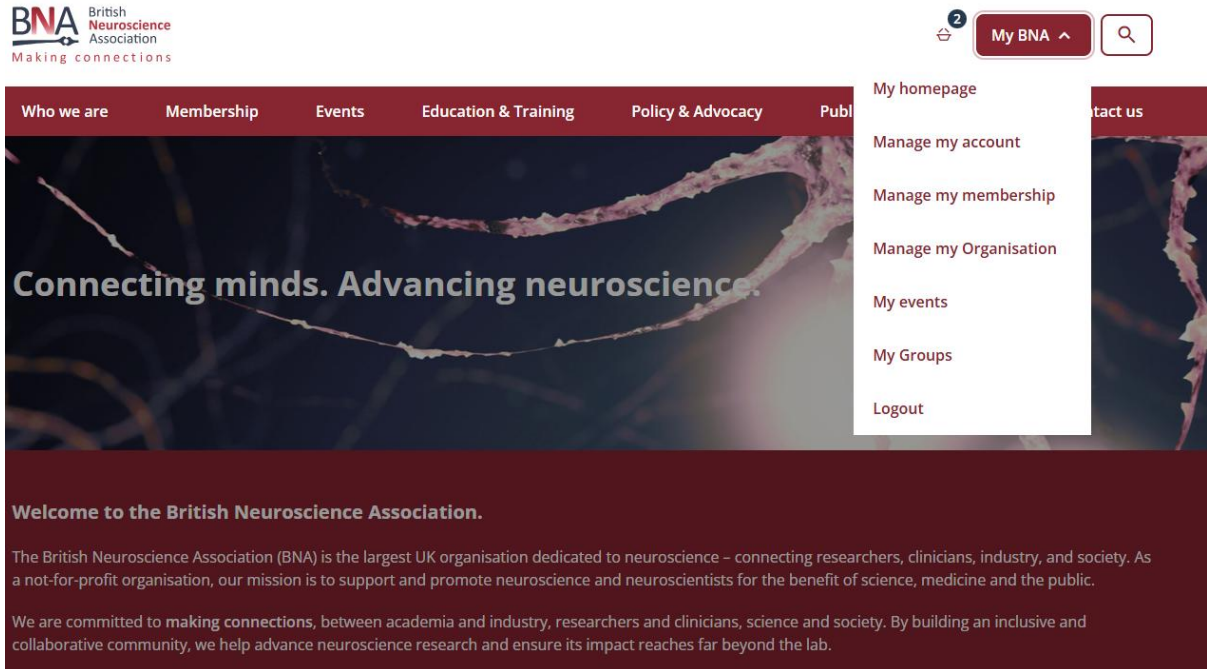 BNA British
Neuroscience
Association
Making connections
2
My BNA
My homepage
Manage my account
Manage my membership
Manage my Organisation
My events
My Groups
Logout
Who we are Membership Events Education & Training Policy & Advocacy us
Connecting minds. Advancing neuroscience.
Welcome to the British Neuroscience Association.
The British Neuroscience Association (BNA) is the largest UK organisation dedicated to neuroscience – connecting researchers, clinicians, industry, and society. As
a not-for-profit organisation, our mission is to support and promote neuroscience and neuroscientists for the benefit of science, medicine and the public.
We are committed to making connections, between academia and industry, researchers and clinicians, science and society. By building an inclusive and
collaborative community, we help advance neuroscience research and ensure its impact reaches far beyond the lab.